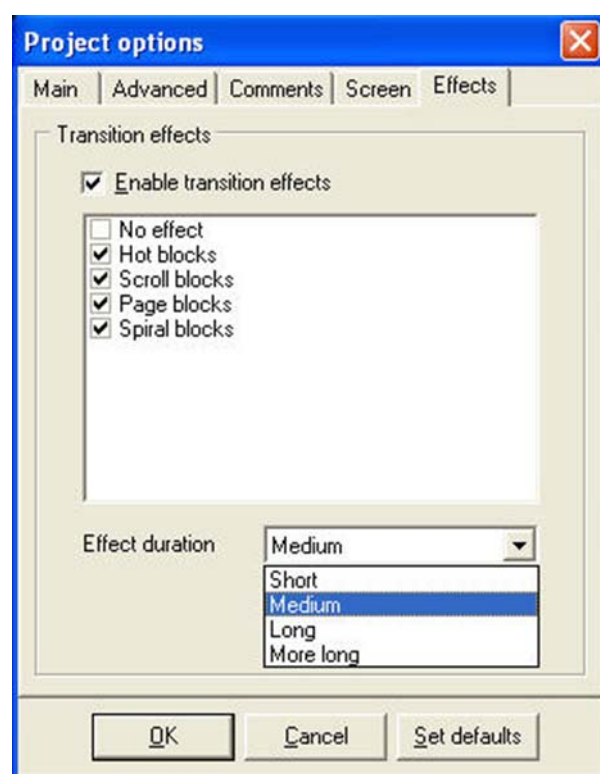 Project options
Main Advanced Comments Screen Effects
Transition effects
Enable transition effects
No effect
Hot blocks
Scroll blocks
Page blocks
Spiral blocks
Effect duration Medium
Short
Medium
Long
More long
OK Cancel Set defaults